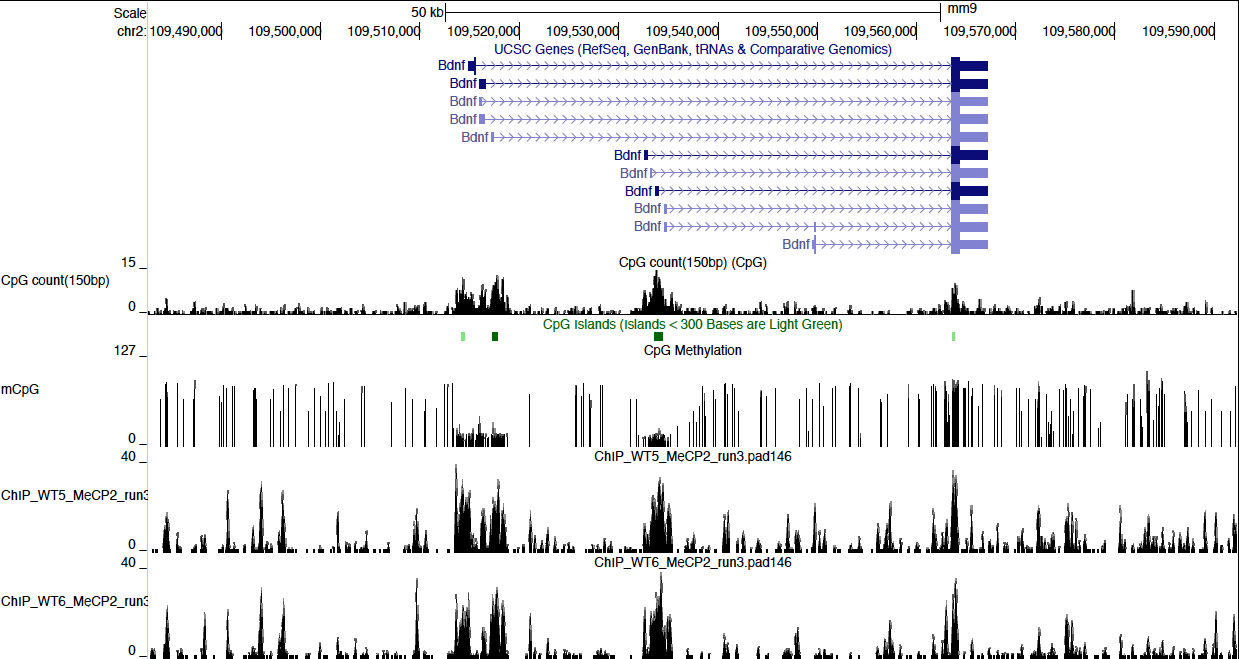 Scale 50 kb mm9
chr2: 109,490,000 109,500,000 109,510,000 109,520,000 109,530,000 109,540,000 109,550,000 109,560,000 109,570,000 109,580,000 109,590,000
UCSC Genes (RefSeq, GenBank, tRNAs & Comparative Genomics)
Bdnf
Bdnf
Bdnf
Bdnf
Bdnf
Bdnf
Bdnf
Bdnf
Bdnf
Bdnf
Bdnf
CpG count(150bp) (CpG)
15 _
CpG count(150bp)
0 _
CpG Islands (Islands < 300 Bases are Light Green)
CpG Methylation
127 _
mCpG
0 _
ChIP_WT5_MeCP2_run3.pad146
40 _
ChIP_WT5_MeCP2_run3
0 _
ChIP_WT6_MeCP2_run3.pad146
40 _
ChIP_WT6_MeCP2_run3
0 _